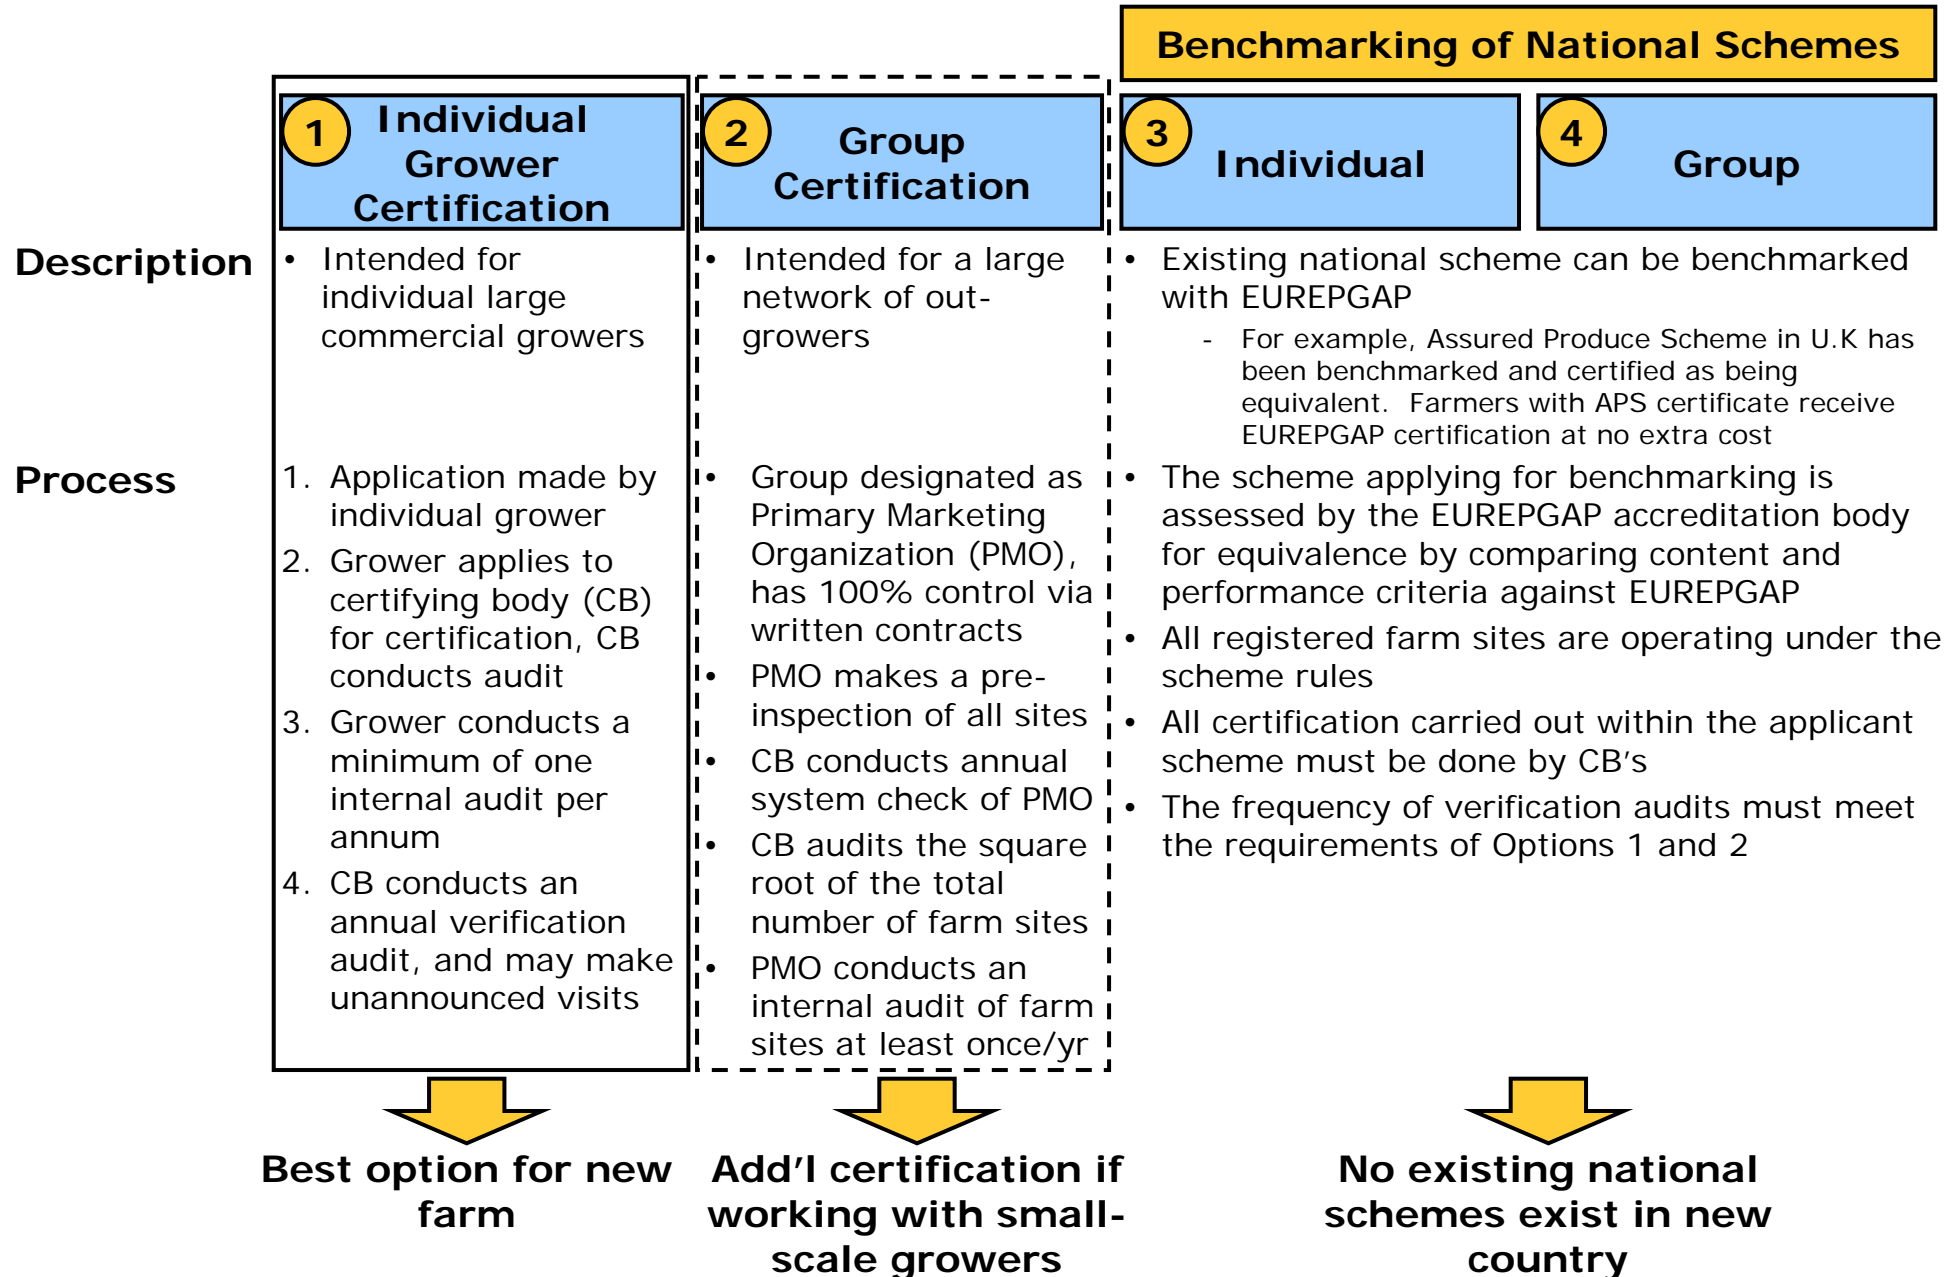 Benchmarking of National Schemes
1
Individual
Grower
Certification
2
Group
Certification
3
Individual
4
Group
Description
• Intended for
individual large
commercial growers
• Intended for a large
network of out-
growers
• Existing national scheme can be benchmarked
with EUREPGAP
- For example, Assured Produce Scheme in U.K has
been benchmarked and certified as being
equivalent. Farmers with APS certificate receive
EUREPGAP certification at no extra cost
Process
1. Application made by
individual grower
2. Grower applies to
certifying body (CB)
for certification, CB
conducts audit
3. Grower conducts a
minimum of one
internal audit per
annum
4. CB conducts an
annual verification
audit, and may make
unannounced visits
• Group designated as
Primary Marketing
Organization (PMO),
has 100% control via
written contracts
• PMO makes a pre-
inspection of all sites
• CB conducts annual
system check of PMO
• CB audits the square
root of the total
number of farm sites
• PMO conducts an
internal audit of farm
sites at least once/yr
• The scheme applying for benchmarking is
assessed by the EUREPGAP accreditation body
for equivalence by comparing content and
performance criteria against EUREPGAP
• All registered farm sites are operating under the
scheme rules
• All certification carried out within the applicant
scheme must be done by CB's
• The frequency of verification audits must meet
the requirements of Options 1 and 2
Best option for new
farm
Add'l certification if
working with small-
scale growers
No existing national
schemes exist in new
country